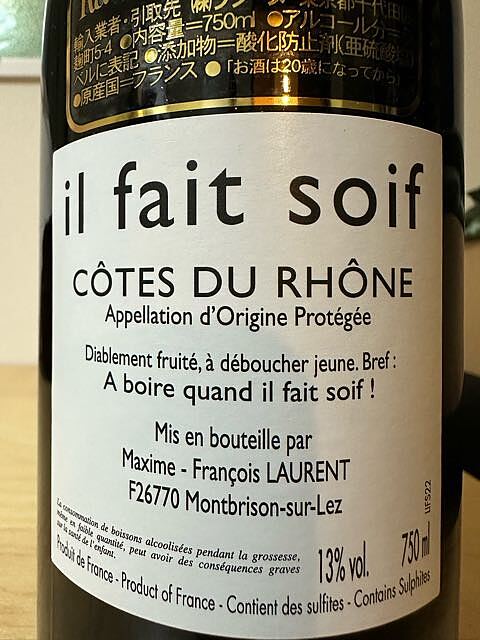 輸入業者・引取先
麹町5-4 ●内容量＝750ml ●アルコール分＝
ベルに表記 ●添加物＝酸化防止剤(亜硫酸塩)
●原産国＝フランス ●「お酒は20歳になってから」
il fait soif
CÔTES DU RHÔNE
Appellation d'Origine Protégée
Diablement fruité, à déboucher jeune. Bref :
A boire quand il fait soif !
Mis en bouteille par
Maxime - François LAURENT
F26770 Montbrison-sur-Lez
La consommation de boissons alcoolisées pendant la grossesse,
même en faible quantité, peut avoir des conséquences graves
sur la santé de l'enfant.
13% vol.
750 ml
LIFS22
Produit de France - Product of France - Contient des sulfites - Contains Sulphites